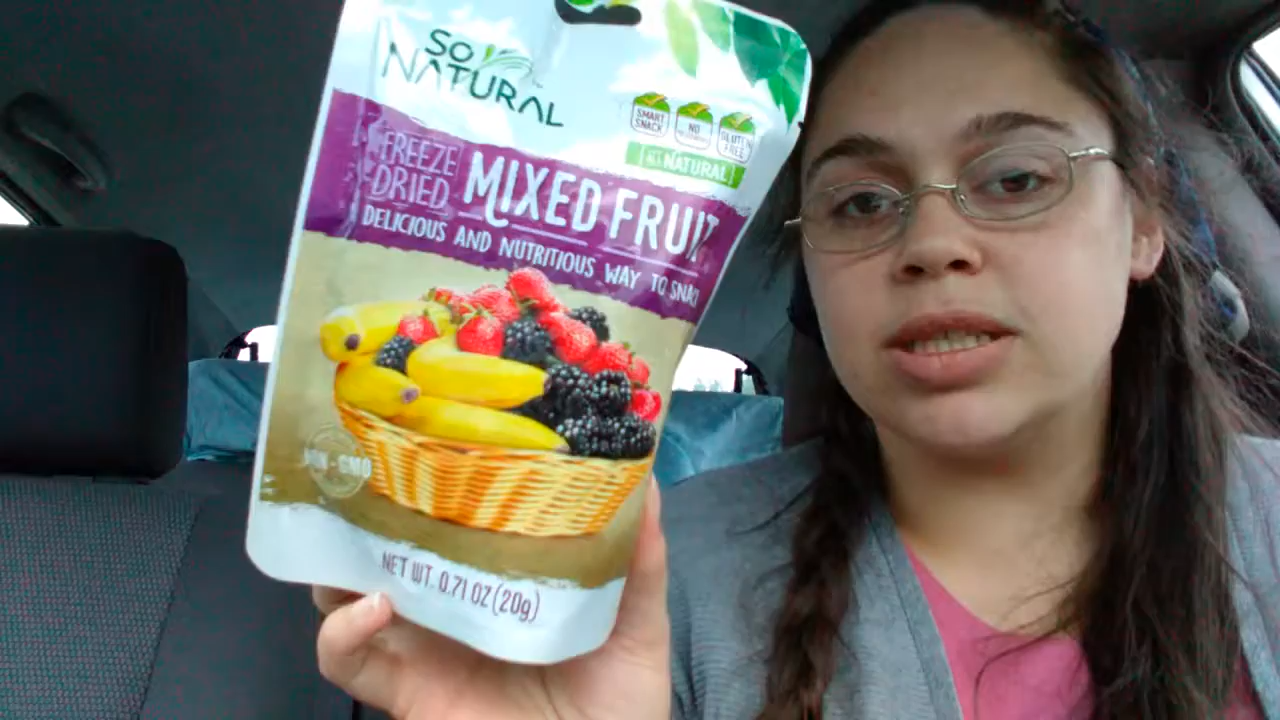 SO
NATURAL
SMART
SNACK
NO
GLUTEN
FREE
ALL NATURAL!
FREEZE
-DRIED
MIXED FRUIT
DELICIOUS AND NUTRITIOUS WAY TO SNACK
NON-GMO
NET WT. 0.71 OZ (20g)